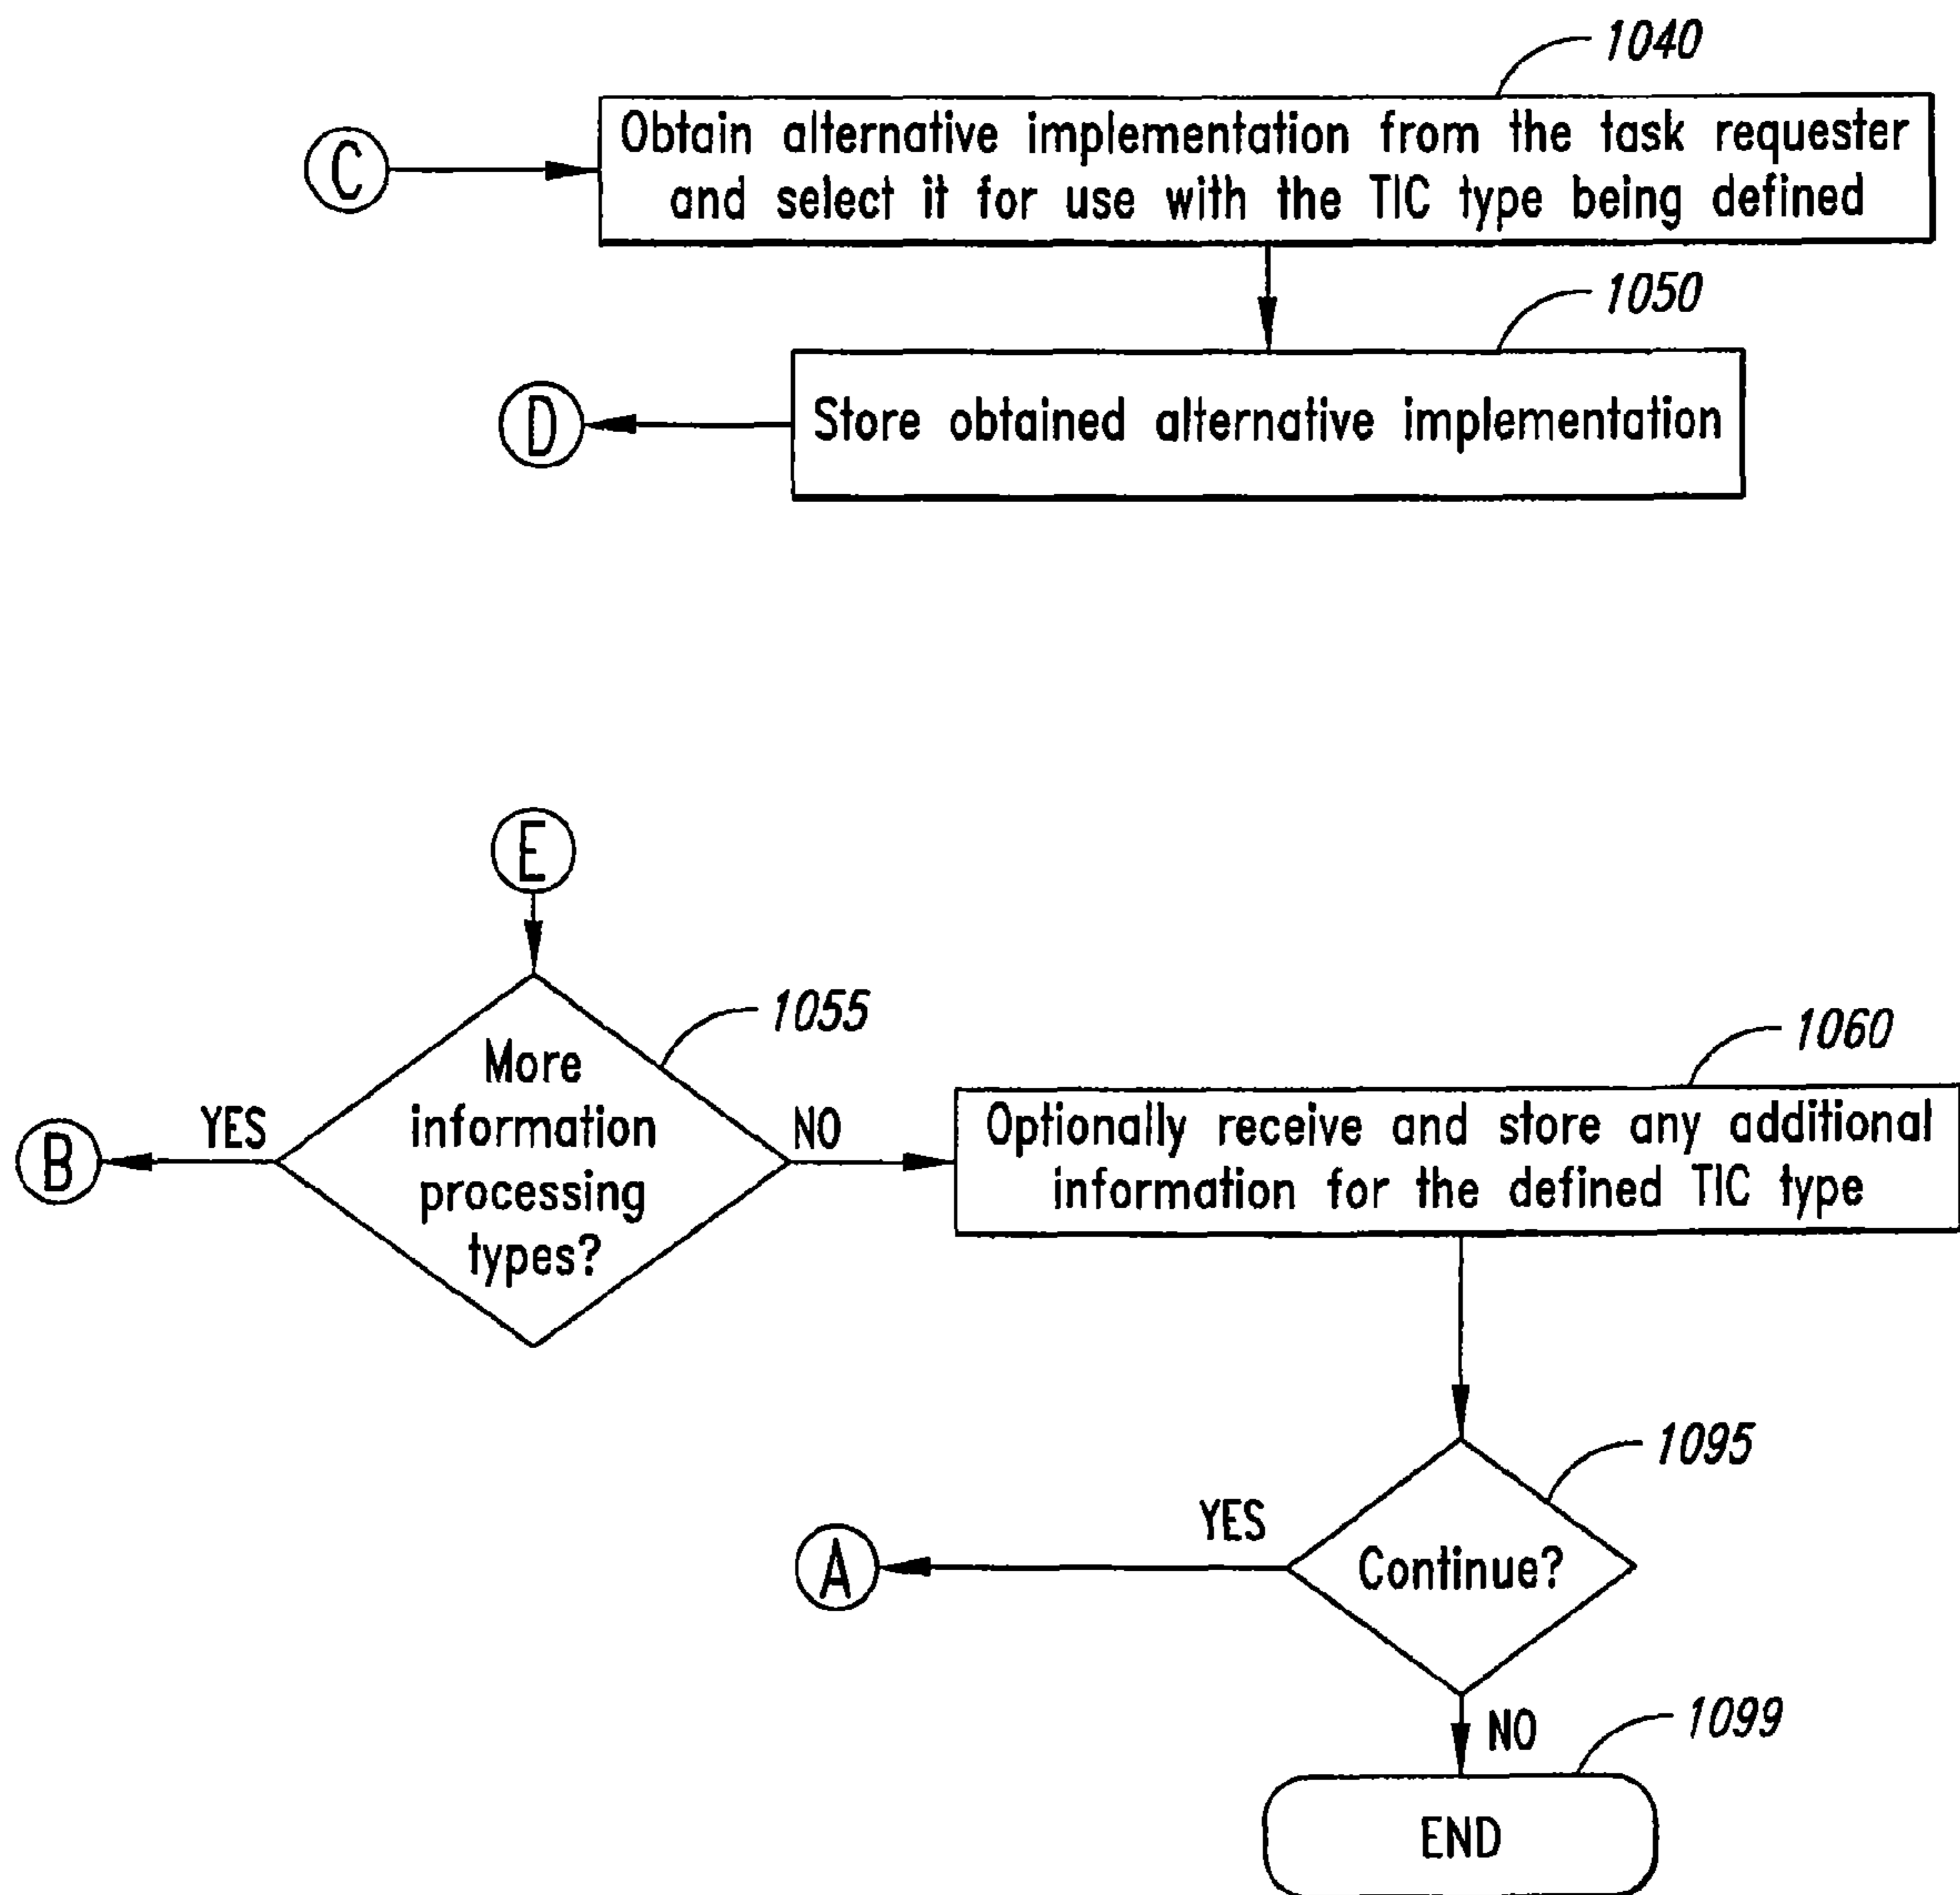 1040
C
Obtain alternative implementation from the task requester
and select it for use with the TIC type being defined
1050
D
Store obtained alternative implementation
E
1055
More
information
processing
types?
YES
B
NO
1060
Optionally receive and store any additional
information for the defined TIC type
1095
YES
A
Continue?
NO
1099
END